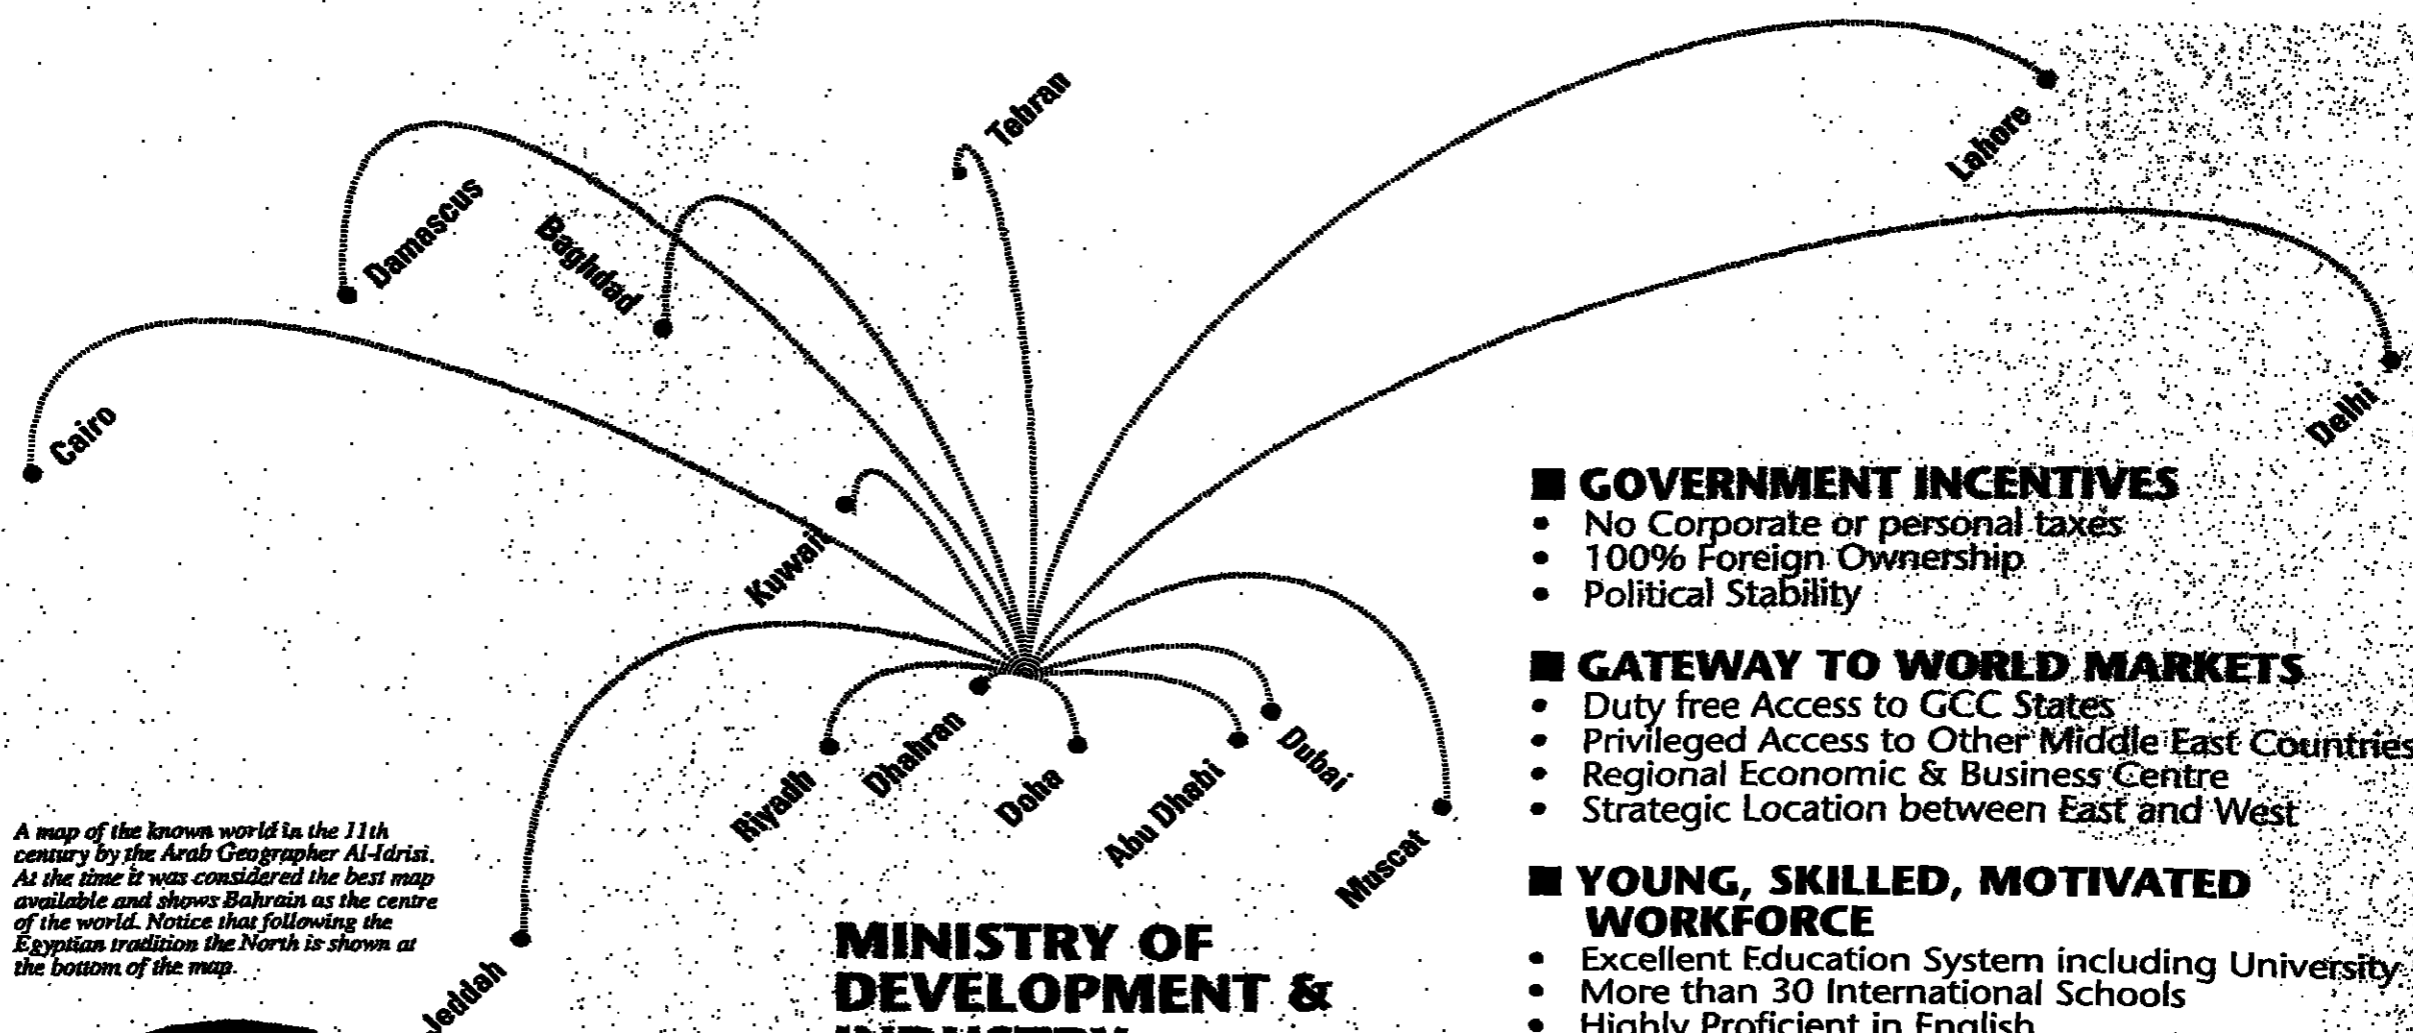 Tehran
Lahore
Damascus
Baghdad
Cairo
Delhi
Kuwait
Riyadh
Dhahran
Doha
Abu Dhabi
Dubai
Muscat
Jeddah
A map of the known world in the 11th
century by the Arab Geographer Al-Idrisi.
At the time it was considered the best map
available and shows Bahrain as the centre
of the world. Notice that following the
Egyptian tradition the North is shown at
the bottom of the map.
MINISTRY OF
DEVELOPMENT &
INDUSTRY
■ GOVERNMENT INCENTIVES
• No Corporate or personal taxes
• 100% Foreign Ownership
• Political Stability
■ GATEWAY TO WORLD MARKETS
• Duty free Access to GCC States
• Privileged Access to Other Middle East Countries
• Regional Economic & Business Centre
• Strategic Location between East and West
■ YOUNG, SKILLED, MOTIVATED
WORKFORCE
• Excellent Education System including University
• More than 30 International Schools
• Highly Proficient in English